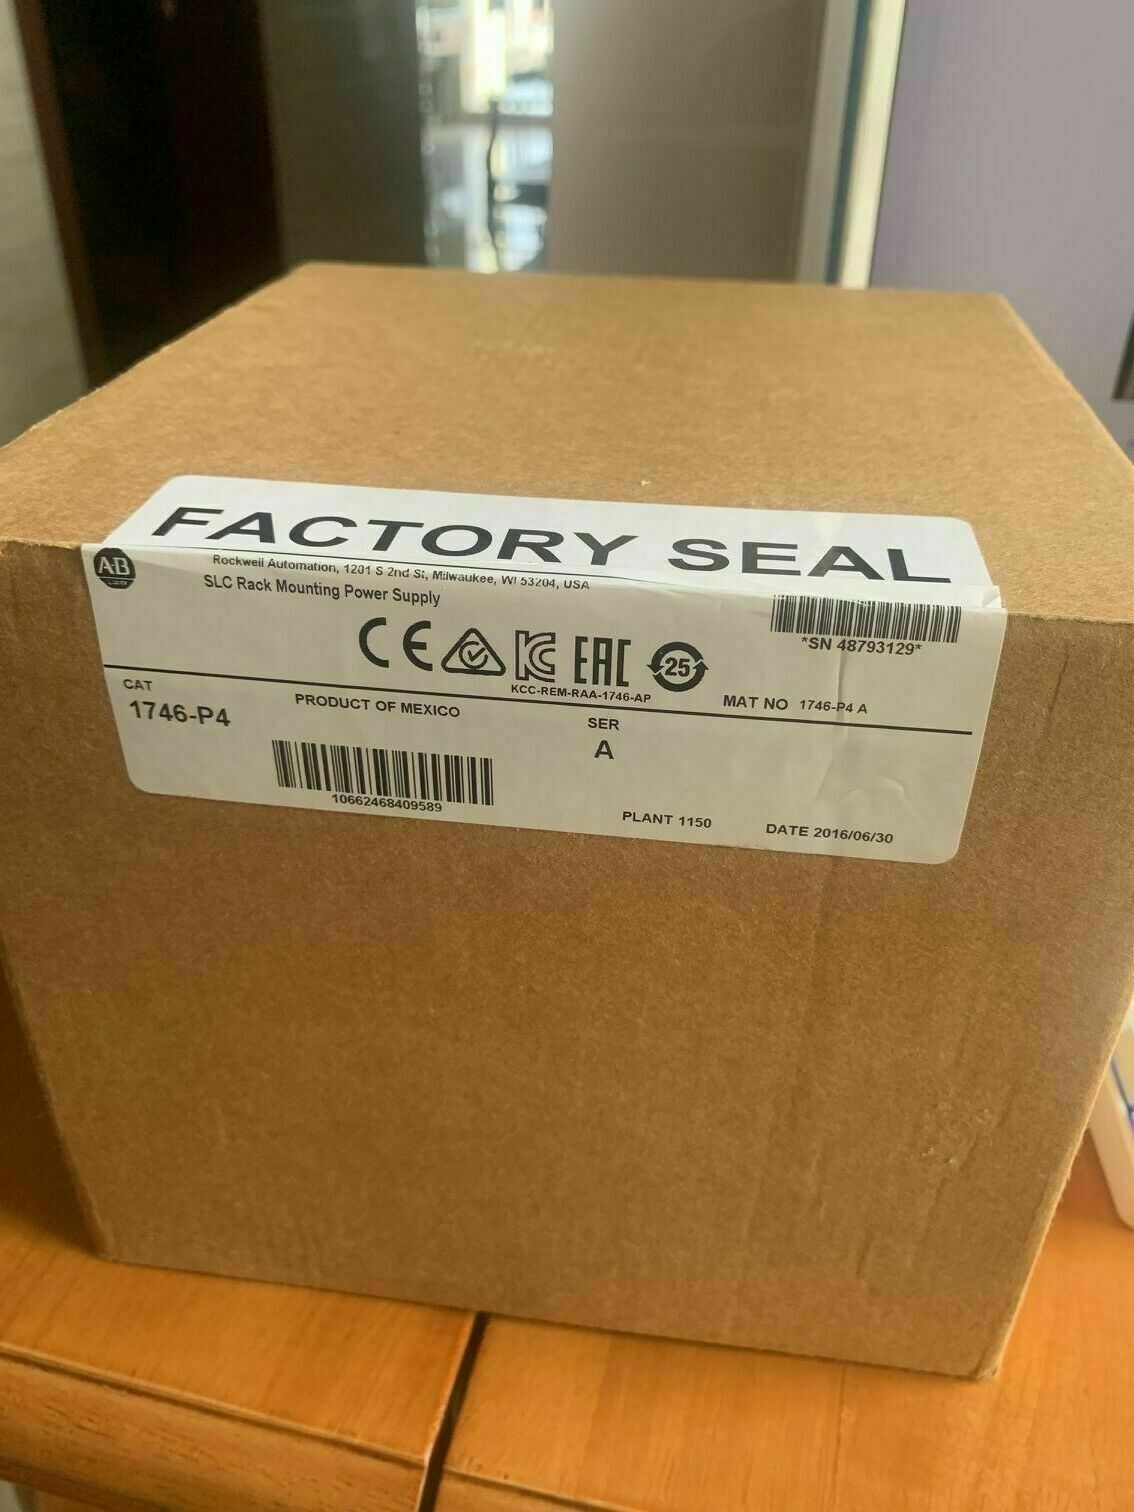 FACTORY SEAL
AB
Rockwell Automation, 1201 S 2nd St, Milwaukee, WI 53204, USA
SLC Rack Mounting Power Supply
*SN 48793129*
CE KC EAC 25
KCC-REM-RAA-1746-AP
MAT NO 1746-P4 A
CAT
1746-P4
PRODUCT OF MEXICO
SER
A
10662468409589
PLANT 1150
DATE 2016/06/30